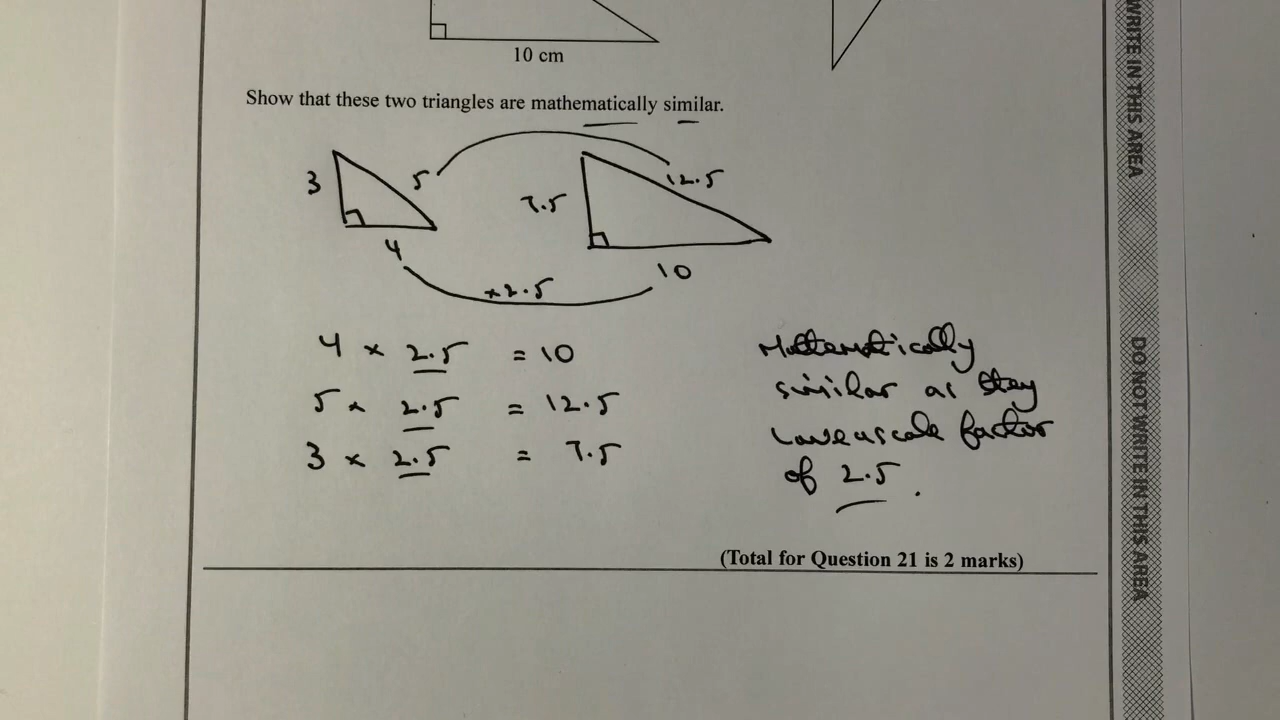 10 cm
Show that these two triangles are mathematically similar.
3
5
4
7.5
12.5
10
×2.5
4 × 2.5 = 10
5 × 2.5 = 12.5
3 × 2.5 = 7.5
Mathematically
similar as they
have a scale factor
of 2.5.
(Total for Question 21 is 2 marks)
WRITE IN THIS AREA
DO NOT WRITE IN THIS AREA